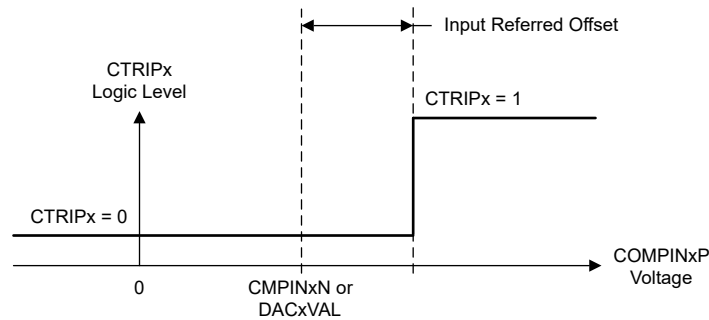 Input Referred Offset
CTRIPx
Logic Level
CTRIPx = 1
CTRIPx = 0
COMPINxP
Voltage
0
CMPINxN or
DACxVAL